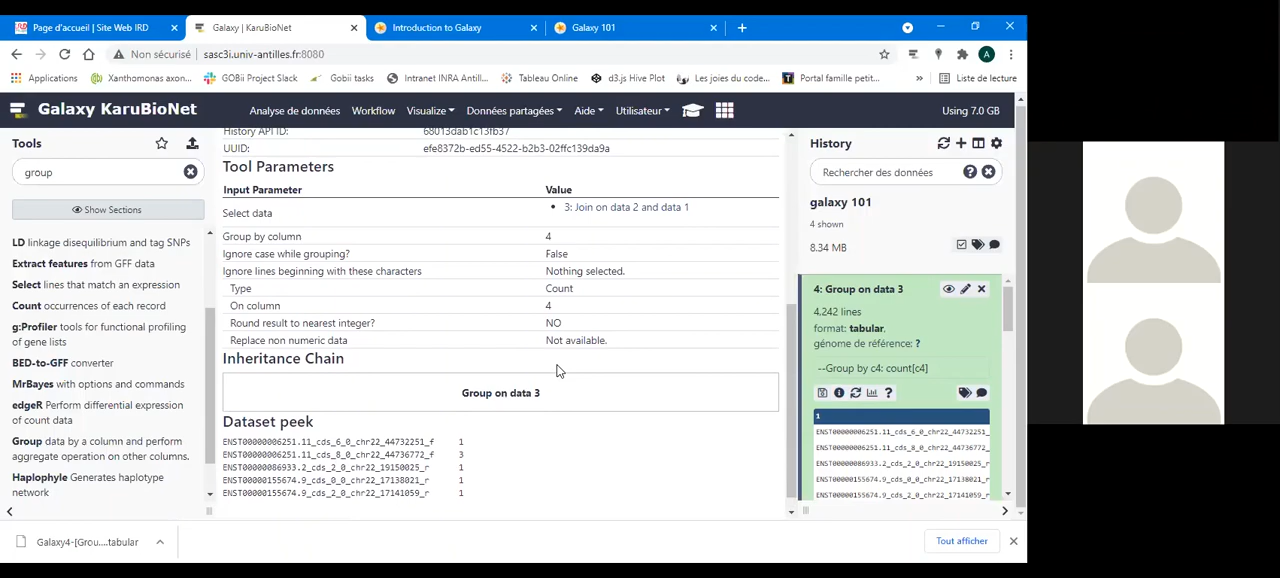 Page d'accueil | Site Web IRD
Galaxy | KaruBioNet
Introduction to Galaxy
Galaxy 101
Non sécurisé | sasc3i.univ-antilles.fr:8080
A
Applications
Xanthomonas axon...
GOBii Project Slack
Gobii tasks
Intranet INRA Antill...
Tableau Online
d3.js Hive Plot
Les joies du code...
Portal famille petit...
»
Liste de lecture
Galaxy KaruBioNet
Analyse de données
Workflow
Visualize
Données partagées
Aide
Utilisateur
Using 7.0 GB
Tools
group
Show Sections
LD linkage disequilibrium and tag SNPs
Extract features from GFF data
Select lines that match an expression
Count occurrences of each record
g:Profiler tools for functional profiling
of gene lists
BED-to-GFF converter
MrBayes with options and commands
edgeR Perform differential expression
of count data
Group data by a column and perform
aggregate operation on other columns.
Haplophyle Generates haplotype
network
History API ID: 68013dab1c13fb37
UUID: efe8372b-ed55-4522-b2b3-02ffc139da9a
Tool Parameters
Input Parameter Value
Select data 3: Join on data 2 and data 1
Group by column 4
Ignore case while grouping? False
Ignore lines beginning with these characters Nothing selected.
Type Count
On column 4
Round result to nearest integer? NO
Replace non numeric data Not available.
Inheritance Chain
Group on data 3
Dataset peek
ENST00000006251.11_cds_6_0_chr22_44732251_f 1
ENST00000006251.11_cds_8_0_chr22_44736772_f 3
ENST00000086933.2_cds_2_0_chr22_19150025_r 1
ENST00000155674.9_cds_0_0_chr22_17138021_r 1
ENST00000155674.9_cds_2_0_chr22_17141059_r 1
History
Rechercher des données
galaxy 101
4 shown
8.34 MB
4: Group on data 3
4,242 lines
format: tabular,
génome de référence: ?
--Group by c4: count[c4]
1
ENST00000006251.11_cds_6_0_chr22_44732251_
ENST00000006251.11_cds_8_0_chr22_44736772_
ENST00000086933.2_cds_2_0_chr22_19150025_r
ENST00000155674.9_cds_0_0_chr22_17138021_r
ENST00000155674.9_cds_2_0_chr22_17141059_r
Galaxy4-[Grou....tabular
Tout afficher